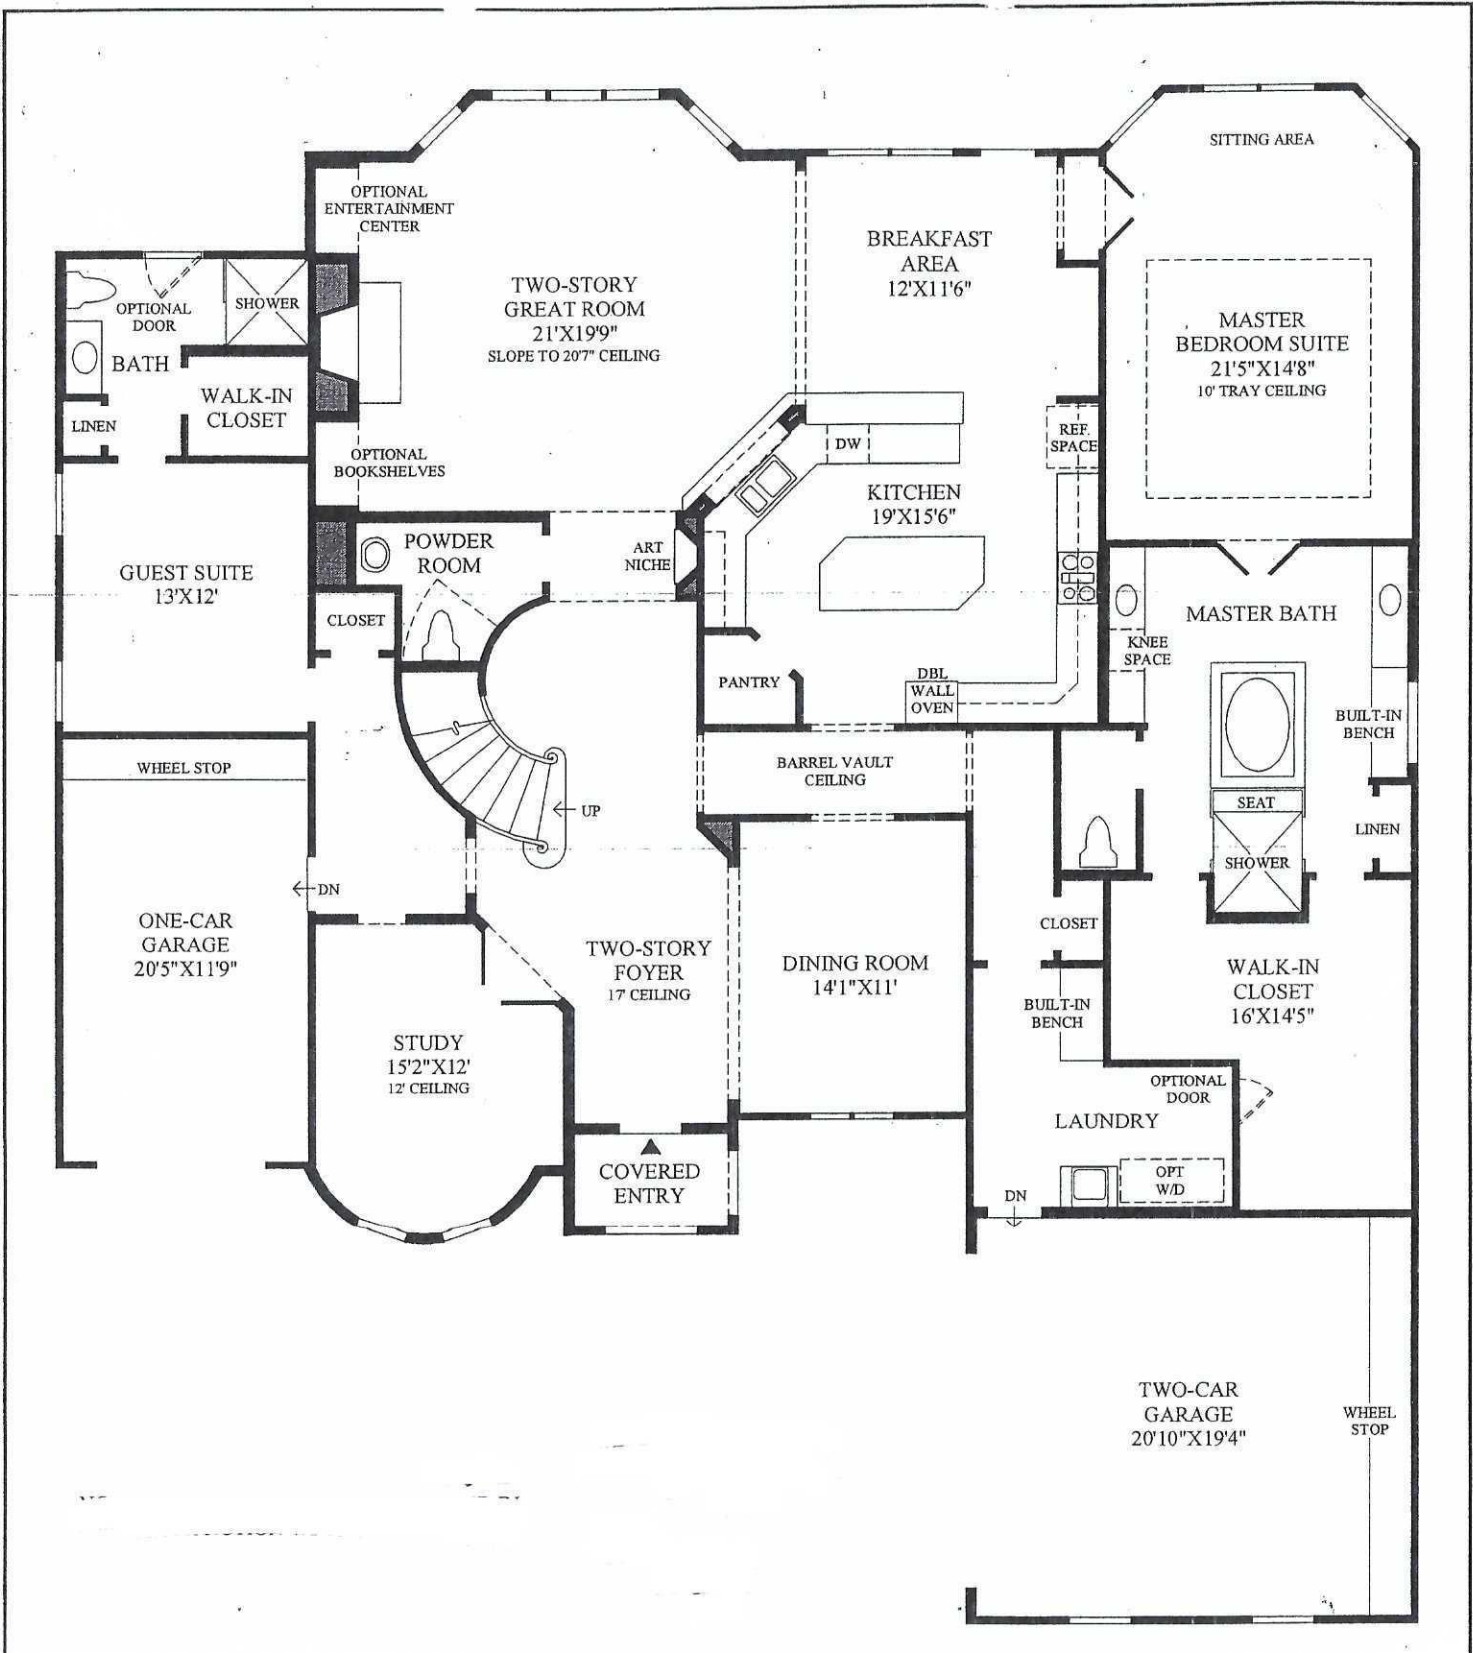 SITTING AREA
OPTIONAL
ENTERTAINMENT
CENTER
BREAKFAST
AREA
12'X11'6"
TWO-STORY
GREAT ROOM
21'X19'9"
SLOPE TO 20'7" CEILING
OPTIONAL
DOOR
SHOWER
BATH
MASTER
BEDROOM SUITE
21'5"X14'8"
10' TRAY CEILING
WALK-IN
CLOSET
LINEN
OPTIONAL
BOOKSHELVES
DW
REF.
SPACE
KITCHEN
19'X15'6"
POWDER
ROOM
ART
NICHE
GUEST SUITE
13'X12'
CLOSET
MASTER BATH
KNEE
SPACE
PANTRY
DBL
WALL
OVEN
BUILT-IN
BENCH
WHEEL STOP
BARREL VAULT
CEILING
UP
SEAT
SHOWER
LINEN
DN
ONE-CAR
GARAGE
20'5"X11'9"
TWO-STORY
FOYER
17' CEILING
DINING ROOM
14'1"X11'
CLOSET
WALK-IN
CLOSET
16'X14'5"
BUILT-IN
BENCH
STUDY
15'2"X12'
12' CEILING
OPTIONAL
DOOR
LAUNDRY
COVERED
ENTRY
OPT
W/D
DN
TWO-CAR
GARAGE
20'10"X19'4"
WHEEL
STOP